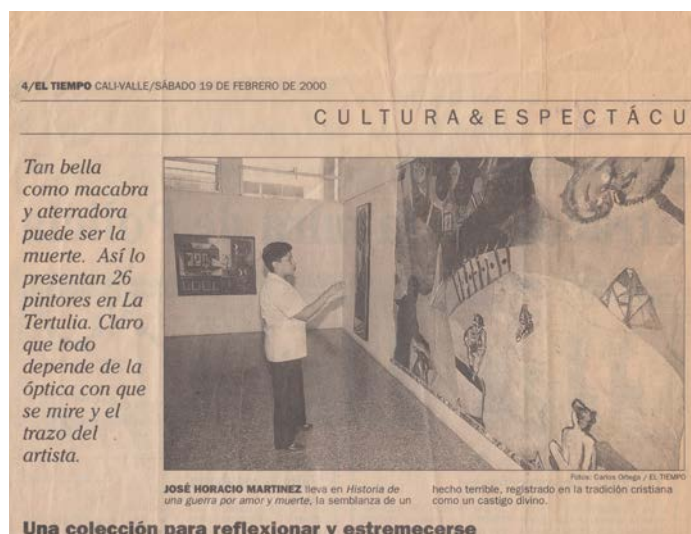 4/EL TIEMPO CALI-VALLE/SÁBADO 19 DE FEBRERO DE 2000
CULTURA&ESPECTÁCU
Tan bella
como macabra
y aterradora
puede ser la
muerte. Así lo
presentan 26
pintores en La
Tertulia. Claro
que todo
depende de la
óptica con que
se mire y el
trazo del
artista.
Fotos: Carlos Ortega / EL TIEMPO
JOSÉ HORACIO MARTINEZ lleva en Historia de
una guerra por amor y muerte, la semblanza de un
hecho terrible, registrado en la tradición cristiana
como un castigo divino.
Una colección para reflexionar y estremecerse